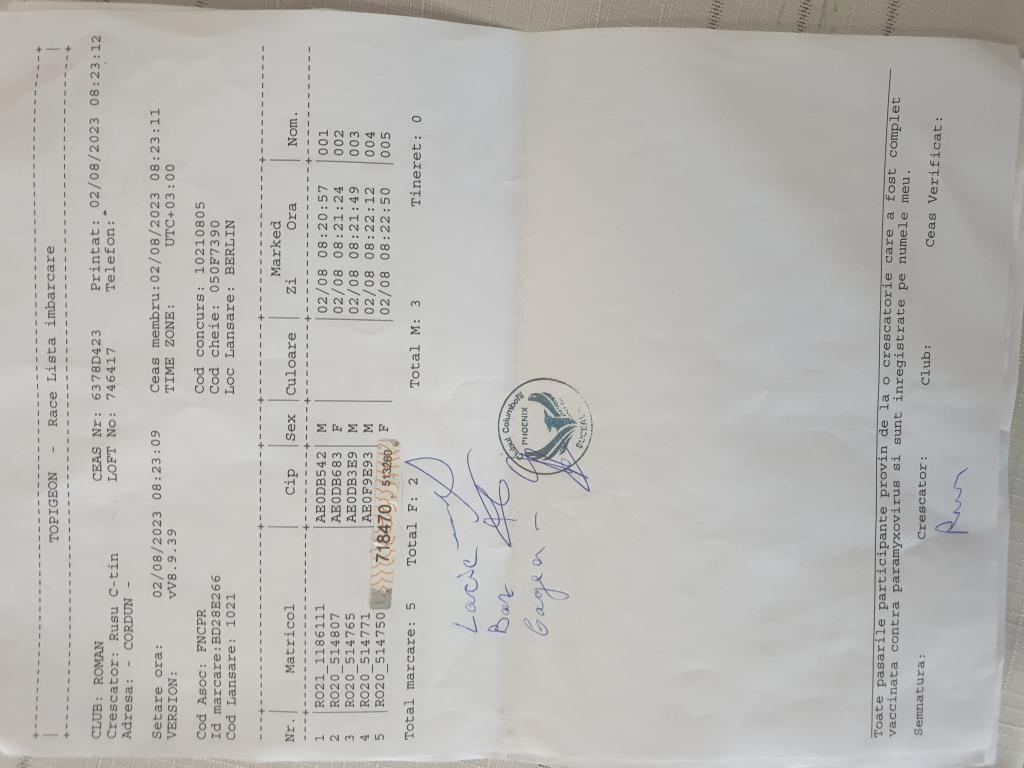 TOPIGEON - Race Lista imbarcare
CLUB: ROMAN CEAS Nr: 6378D423 Printat: 02/08/2023 08:23:12
Crescator: Rusu C-tin LOFT No: 746417 Telefon:
Adresa: - CORDUN -
Setare ora: 02/08/2023 08:23:09 Ceas membru:02/08/2023 08:23:11
VERSION: vV8.9.39 TIME ZONE: UTC+03:00
Cod Asoc: FNCPR Cod concurs: 10210805
Id marcare:BD28E266 Cod cheie: 050F7390
Cod Lansare: 1021 Loc Lansare: BERLIN
Marked
Nr. Matricol Cip Sex Culoare Zi Ora Nom.
1 RO21_1186111 AE0DB542 M 02/08 08:20:57 001
2 RO20_514807 AE0DB683 F 02/08 08:21:24 002
3 RO20_514765 AE0DB3E9 M 02/08 08:21:49 003
4 RO20_514771 AE0F9E93 M 02/08 08:22:12 004
5 RO20_514750 718470 513260 F 02/08 08:22:50 005
Total marcare: 5 Total F: 2 Total M: 3 Tineret: 0
Clubul Columbofil
PHOENIX
SUCEAVA
Toate pasarile participante provin de la o crescatorie care a fost complet
vaccinata contra paramyxovirus si sunt inregistrate pe numele meu.
Semnatura: Crescator: Club: Ceas Verificat: